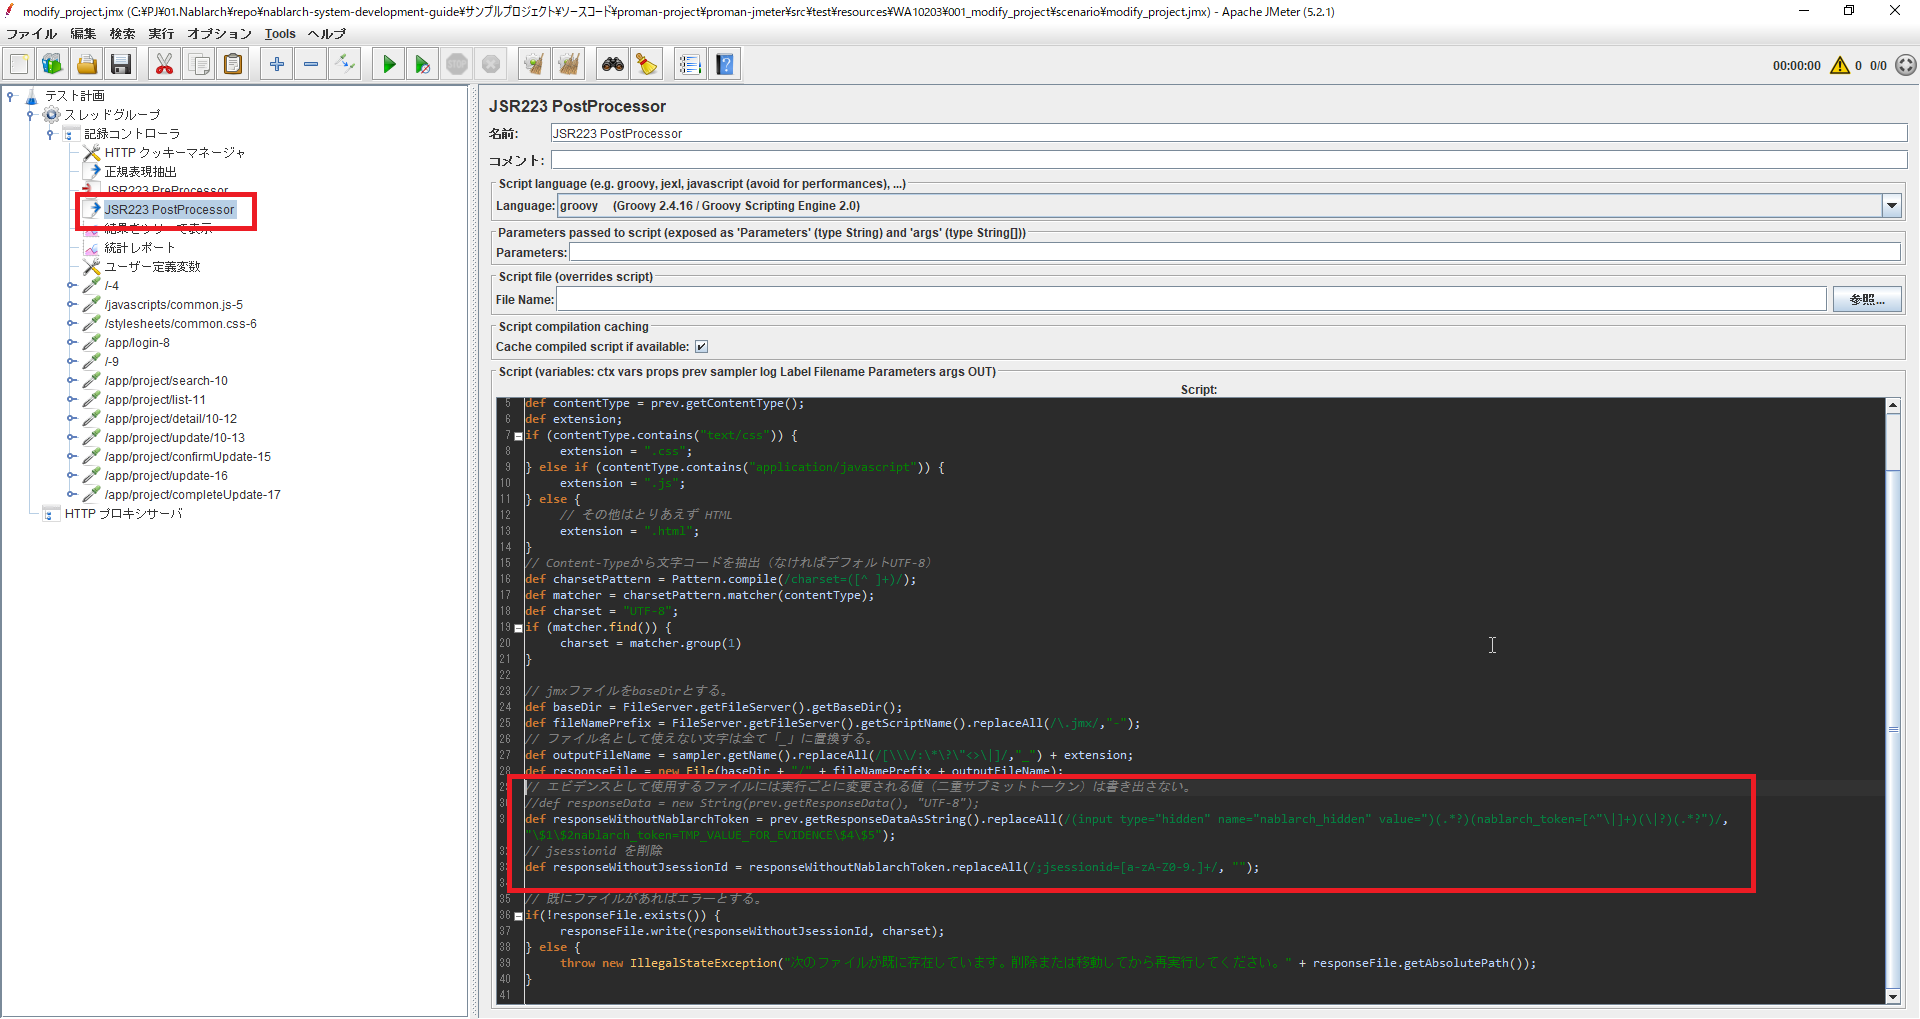 modify_project.jmx (C:¥PJ¥01.Nablarch¥repo¥nablarch-system-development-guide¥サンプルプロジェクト¥ソースコード¥proman-project¥proman-jmeter¥src¥test¥resources¥WA10203¥001_modify_project¥scenario¥modify_project.jmx) - Apache JMeter (5.2.1)
ファイル 編集 検索 実行 オプション Tools ヘルプ
00:00:00 0 0/0
テスト計画
スレッドグループ
記録コントローラ
HTTP クッキーマネージャ
正規表現抽出
JSR223 PreProcessor
JSR223 PostProcessor
結果をツリーで表示
統計レポート
ユーザー定義変数
/-4
/javascripts/common.js-5
/stylesheets/common.css-6
/app/login-8
/-9
/app/project/search-10
/app/project/list-11
/app/project/detail/10-12
/app/project/update/10-13
/app/project/confirmUpdate-15
/app/project/update-16
/app/project/completeUpdate-17
HTTP プロキシサーバ
JSR223 PostProcessor
名前: JSR223 PostProcessor
コメント:
Script language (e.g. groovy, jexl, javascript (avoid for performances), ...)
Language: groovy (Groovy 2.4.16 / Groovy Scripting Engine 2.0)
Parameters passed to script (exposed as 'Parameters' (type String) and 'args' (type String[]))
Parameters:
Script file (overrides script)
File Name: 参照...
Script compilation caching
Cache compiled script if available:
Script (variables: ctx vars props prev sampler log Label Filename Parameters args OUT)
Script:
5 def contentType = prev.getContentType();
6 def extension;
7 if (contentType.contains("text/css")) {
8 extension = ".css";
9 } else if (contentType.contains("application/javascript")) {
10 extension = ".js";
11 } else {
12 // その他はとりあえず HTML
13 extension = ".html";
14 }
15 // Content-Typeから文字コードを抽出（なければデフォルトUTF-8）
16 def charsetPattern = Pattern.compile(/charset=([^ ]+)/);
17 def matcher = charsetPattern.matcher(contentType);
18 def charset = "UTF-8";
19 if (matcher.find()) {
20 charset = matcher.group(1)
21 }
22
23 // jmxファイルをbaseDirとする。
24 def baseDir = FileServer.getFileServer().getBaseDir();
25 def fileNamePrefix = FileServer.getFileServer().getScriptName().replaceAll(/\.jmx/,"-");
26 // ファイル名として使えない文字は全て「_」に置換する。
27 def outputFileName = sampler.getName().replaceAll(/[\\\/:\*\?\"<>\|]/,"_") + extension;
28 def responseFile = new File(baseDir + "/" + fileNamePrefix + outputFileName);
// エビデンスとして使用するファイルには実行ごとに変更される値（二重サブミットトークン）は書き出さない。
//def responseData = new String(prev.getResponseData(), "UTF-8");
def responseWithoutNablarchToken = prev.getResponseDataAsString().replaceAll(/(input type="hidden" name="nablarch_hidden" value=")(.*?)(nablarch_token=[^"\|]+)(\|?)(.*?")/,
"\$1\$2nablarch_token=TMP_VALUE_FOR_EVIDENCE\$4\$5");
// jsessionid を削除
def responseWithoutJsessionId = responseWithoutNablarchToken.replaceAll(/;jsessionid=[a-zA-Z0-9.]+/, "");
35 // 既にファイルがあればエラーとする。
36 if(!responseFile.exists()) {
37 responseFile.write(responseWithoutJsessionId, charset);
38 } else {
39 throw new IllegalStateException("次のファイルが既に存在しています。削除または移動してから再実行してください。" + responseFile.getAbsolutePath());
40 }
41